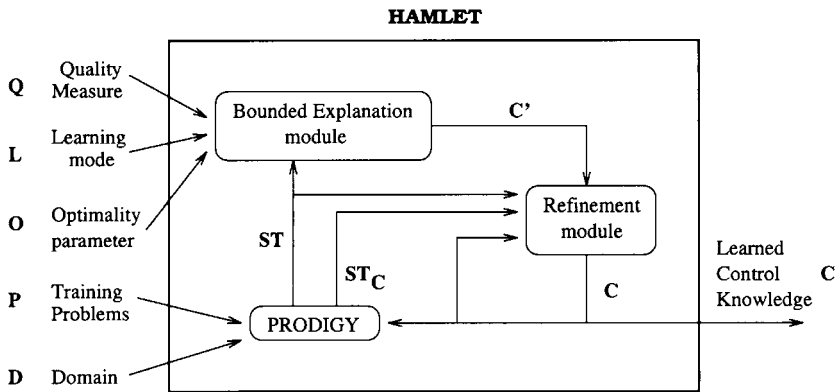 HAMLET
Q Quality
Measure
Bounded Explanation
module
C'
L Learning
mode
Refinement
module
O Optimality
parameter
ST
ST_C
C
Learned
Control
Knowledge C
P Training
Problems
PRODIGY
D Domain